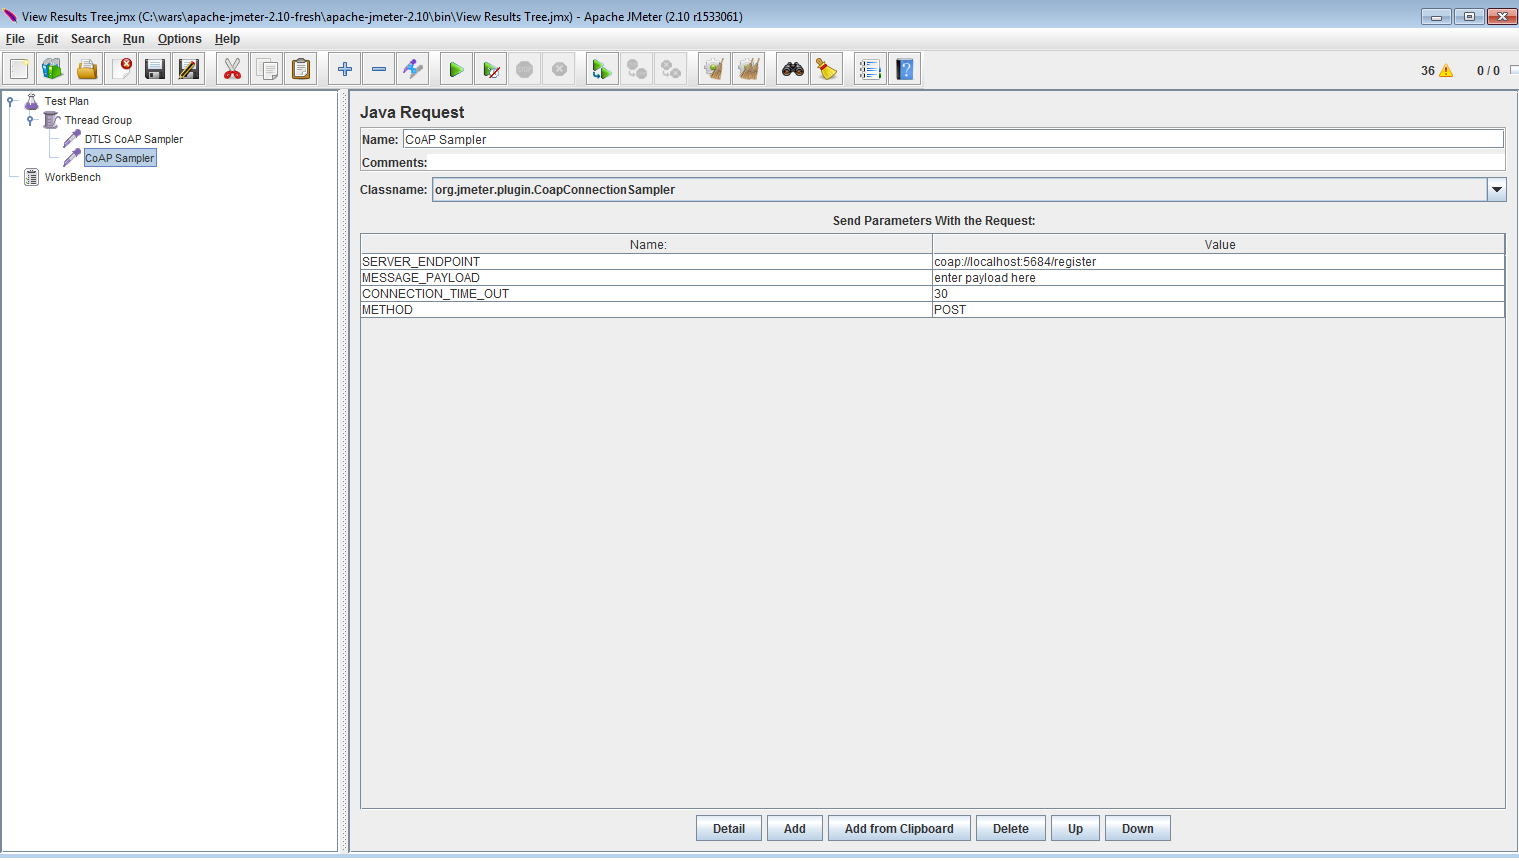 View Results Tree.jmx (C:\wars\apache-jmeter-2.10-fresh\apache-jmeter-2.10\bin\View Results Tree.jmx) - Apache JMeter (2.10 r1533061)
File Edit Search Run Options Help
36 0 / 0
Test Plan
Thread Group
DTLS CoAP Sampler
CoAP Sampler
WorkBench
Java Request
Name: CoAP Sampler
Comments:
Classname: org.jmeter.plugin.CoapConnectionSampler
Send Parameters With the Request:
Name: Value
SERVER_ENDPOINT coap://localhost:5684/register
MESSAGE_PAYLOAD enter payload here
CONNECTION_TIME_OUT 30
METHOD POST
Detail Add Add from Clipboard Delete Up Down